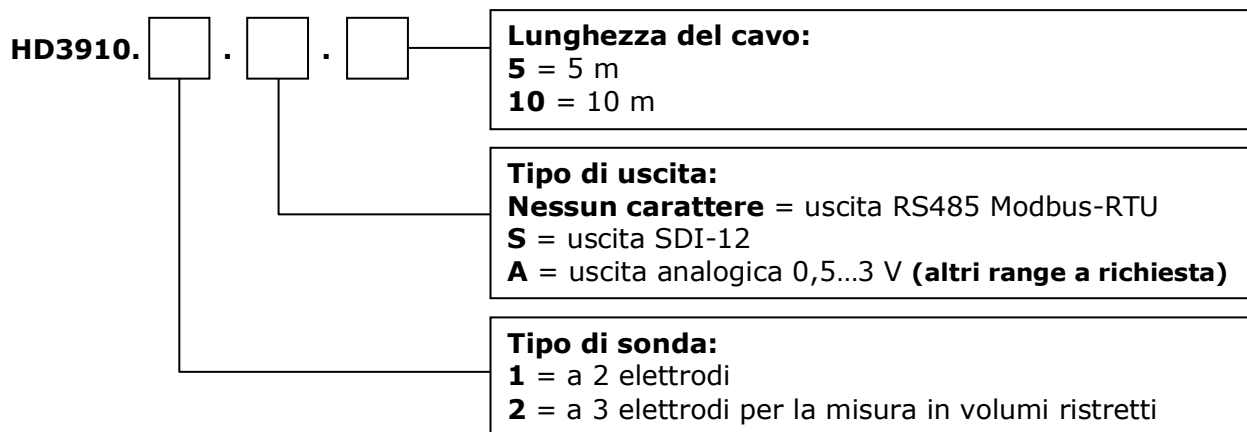 HD3910. . .
Lunghezza del cavo:
5 = 5 m
10 = 10 m
Tipo di uscita:
Nessun carattere = uscita RS485 Modbus-RTU
S = uscita SDI-12
A = uscita analogica 0,5…3 V (altri range a richiesta)
Tipo di sonda:
1 = a 2 elettrodi
2 = a 3 elettrodi per la misura in volumi ristretti